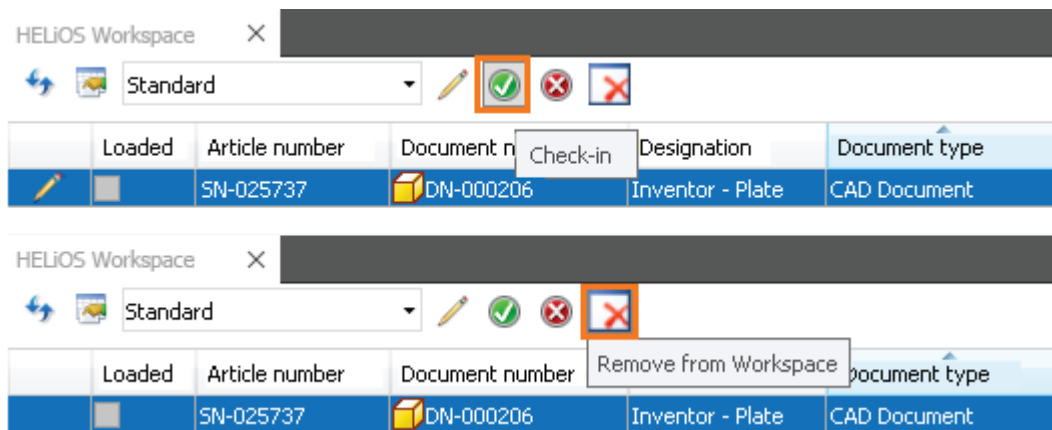 HELiOS Workspace
Standard
Check-in
Loaded Article number Document n Designation Document type
SN-025737 DN-000206 Inventor - Plate CAD Document
HELiOS Workspace
Standard
Remove from Workspace
Loaded Article number Document number Document type
SN-025737 DN-000206 Inventor - Plate CAD Document